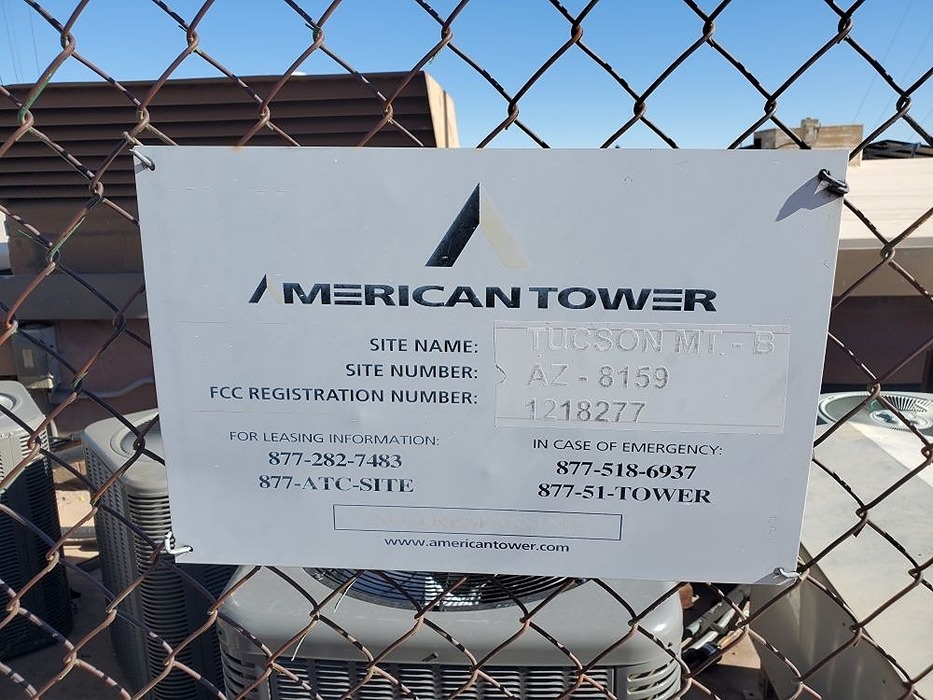 AMERICAN TOWER
SITE NAME: TUCSON MT. - B
SITE NUMBER: AZ - 8159
FCC REGISTRATION NUMBER: 1218277
FOR LEASING INFORMATION:
877-282-7483
877-ATC-SITE
IN CASE OF EMERGENCY:
877-518-6937
877-51-TOWER
www.americantower.com